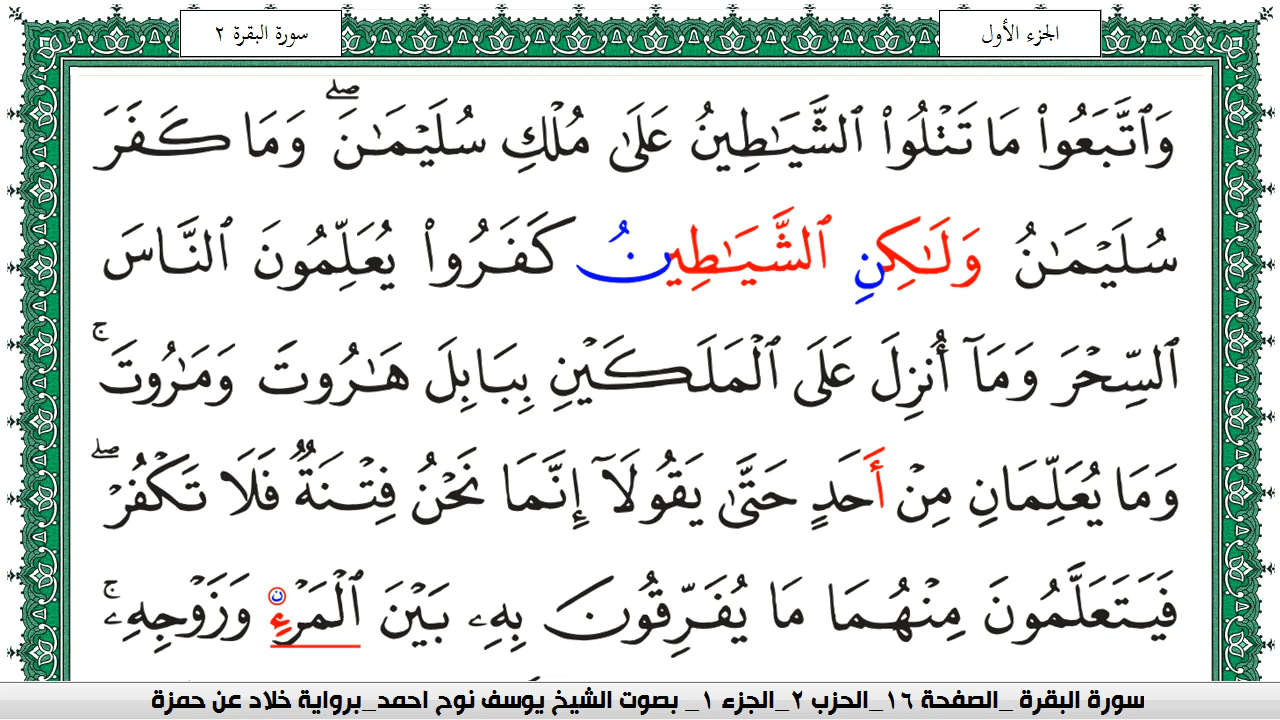 الجزء الأول
سورة البقرة ٢
وَٱتَّبَعُوا۟ مَا تَتْلُوا۟ ٱلشَّيَـٰطِينُ عَلَىٰ مُلْكِ سُلَيْمَـٰنَ ۖ وَمَا كَفَرَ
سُلَيْمَـٰنُ وَلَـٰكِنِ ٱلشَّيَـٰطِينُ كَفَرُوا۟ يُعَلِّمُونَ ٱلنَّاسَ
ٱلسِّحْرَ وَمَآ أُنزِلَ عَلَى ٱلْمَلَكَيْنِ بِبَابِلَ هَـٰرُوتَ وَمَـٰرُوتَ ۚ
وَمَا يُعَلِّمَانِ مِنْ أَحَدٍ حَتَّىٰ يَقُولَآ إِنَّمَا نَحْنُ فِتْنَةٌ فَلَا تَكْفُرْ ۖ
فَيَتَعَلَّمُونَ مِنْهُمَا مَا يُفَرِّقُونَ بِهِۦ بَيْنَ ٱلْمَرْءِ ن وَزَوْجِهِۦ ۚ
سورة البقرة _الصفحة ١٦_الحزب ٢_الجزء ١_ بصوت الشيخ يوسف نوح احمد_برواية خلاد عن حمزة